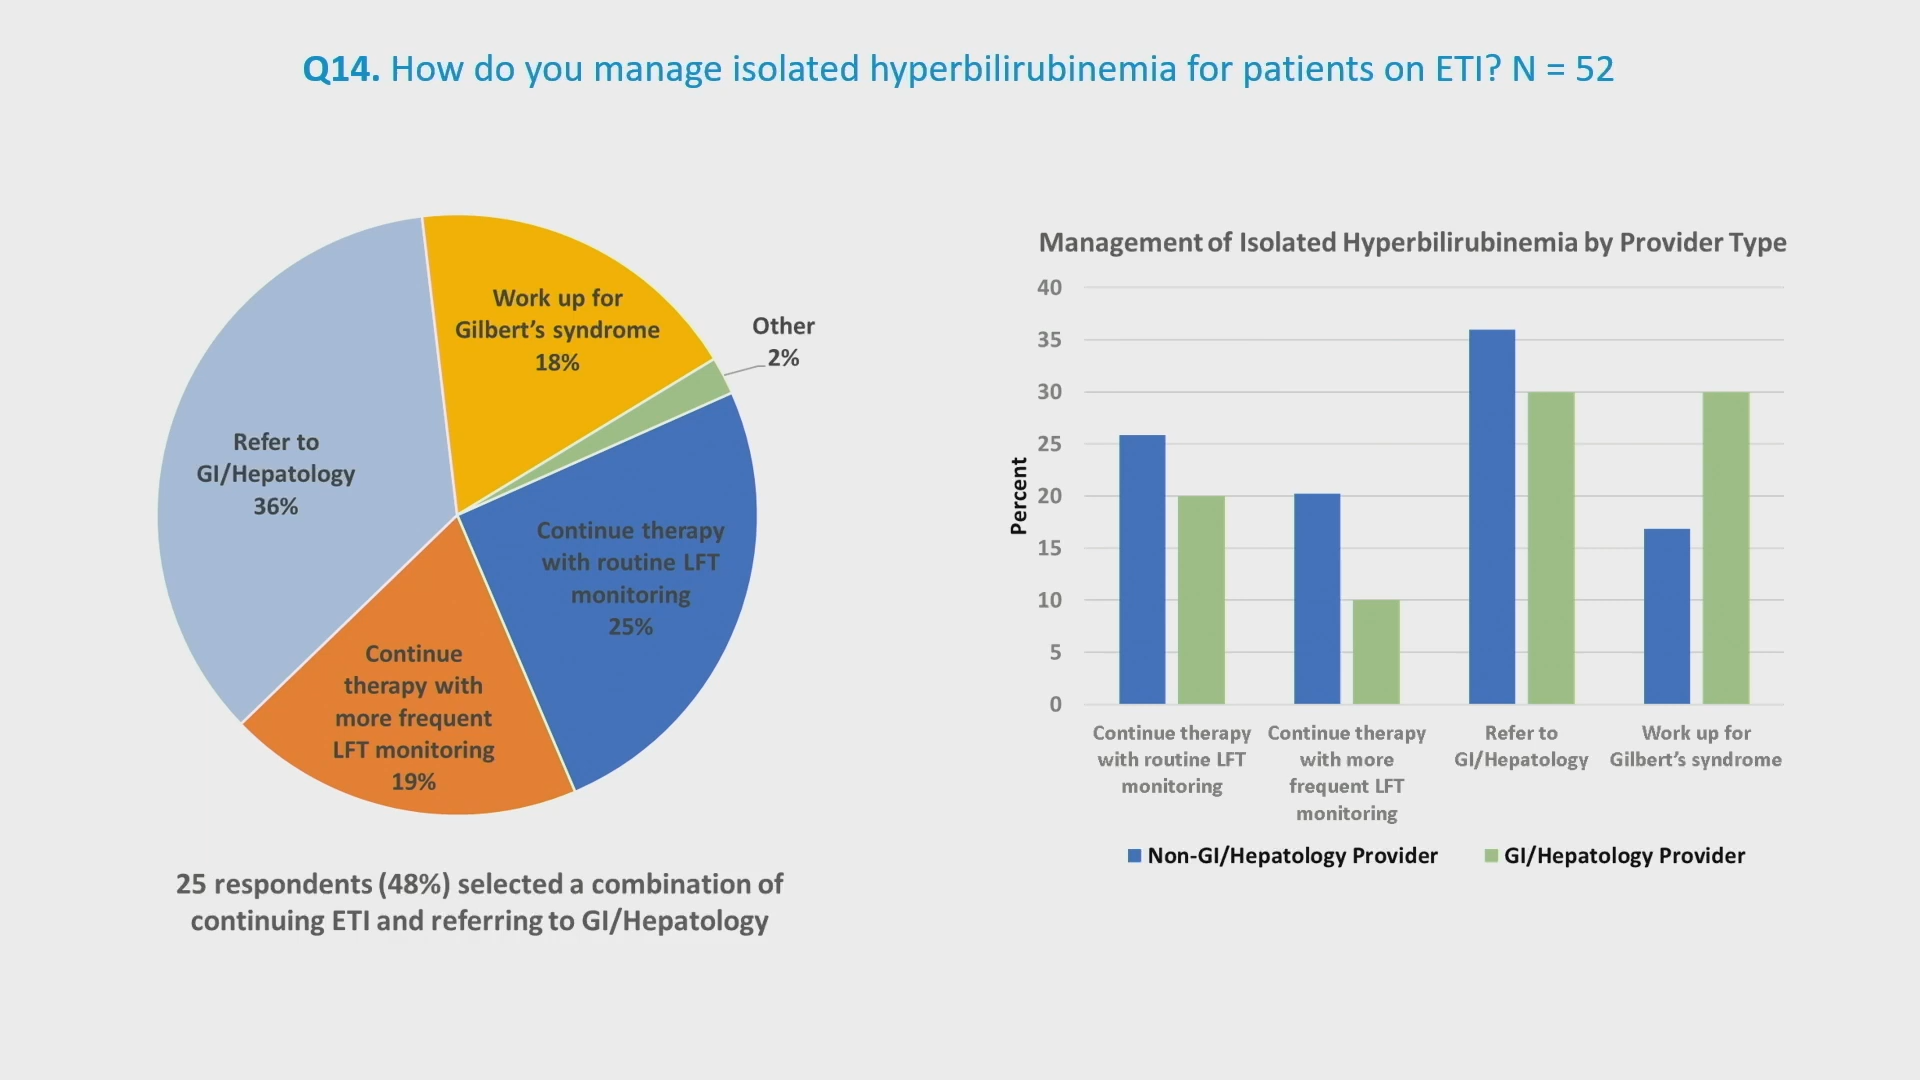 Q14. How do you manage isolated hyperbilirubinemia for patients on ETI? N = 52
Work up for
Gilbert’s syndrome
18%
Other
2%
Refer to
GI/Hepatology
36%
Continue therapy
with routine LFT
monitoring
25%
Continue
therapy with
more frequent
LFT monitoring
19%
25 respondents (48%) selected a combination of
continuing ETI and referring to GI/Hepatology
Management of Isolated Hyperbilirubinemia by Provider Type
40
35
30
25
20
15
10
5
0
Percent
Continue therapy
with routine LFT
monitoring
Continue therapy
with more
frequent LFT
monitoring
Refer to
GI/Hepatology
Work up for
Gilbert’s syndrome
Non-GI/Hepatology Provider
GI/Hepatology Provider